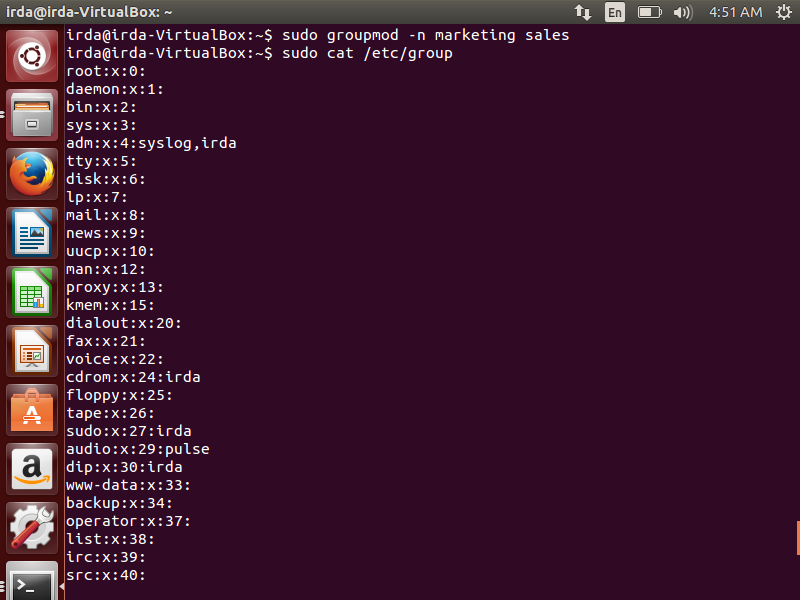 irda@irda-VirtualBox: ~
En
4:51 AM
irda@irda-VirtualBox:~$ sudo groupmod -n marketing sales
irda@irda-VirtualBox:~$ sudo cat /etc/group
root:x:0:
daemon:x:1:
bin:x:2:
sys:x:3:
adm:x:4:syslog,irda
tty:x:5:
disk:x:6:
lp:x:7:
mail:x:8:
news:x:9:
uucp:x:10:
man:x:12:
proxy:x:13:
kmem:x:15:
dialout:x:20:
fax:x:21:
voice:x:22:
cdrom:x:24:irda
floppy:x:25:
tape:x:26:
sudo:x:27:irda
audio:x:29:pulse
dip:x:30:irda
www-data:x:33:
backup:x:34:
operator:x:37:
list:x:38:
irc:x:39:
src:x:40: